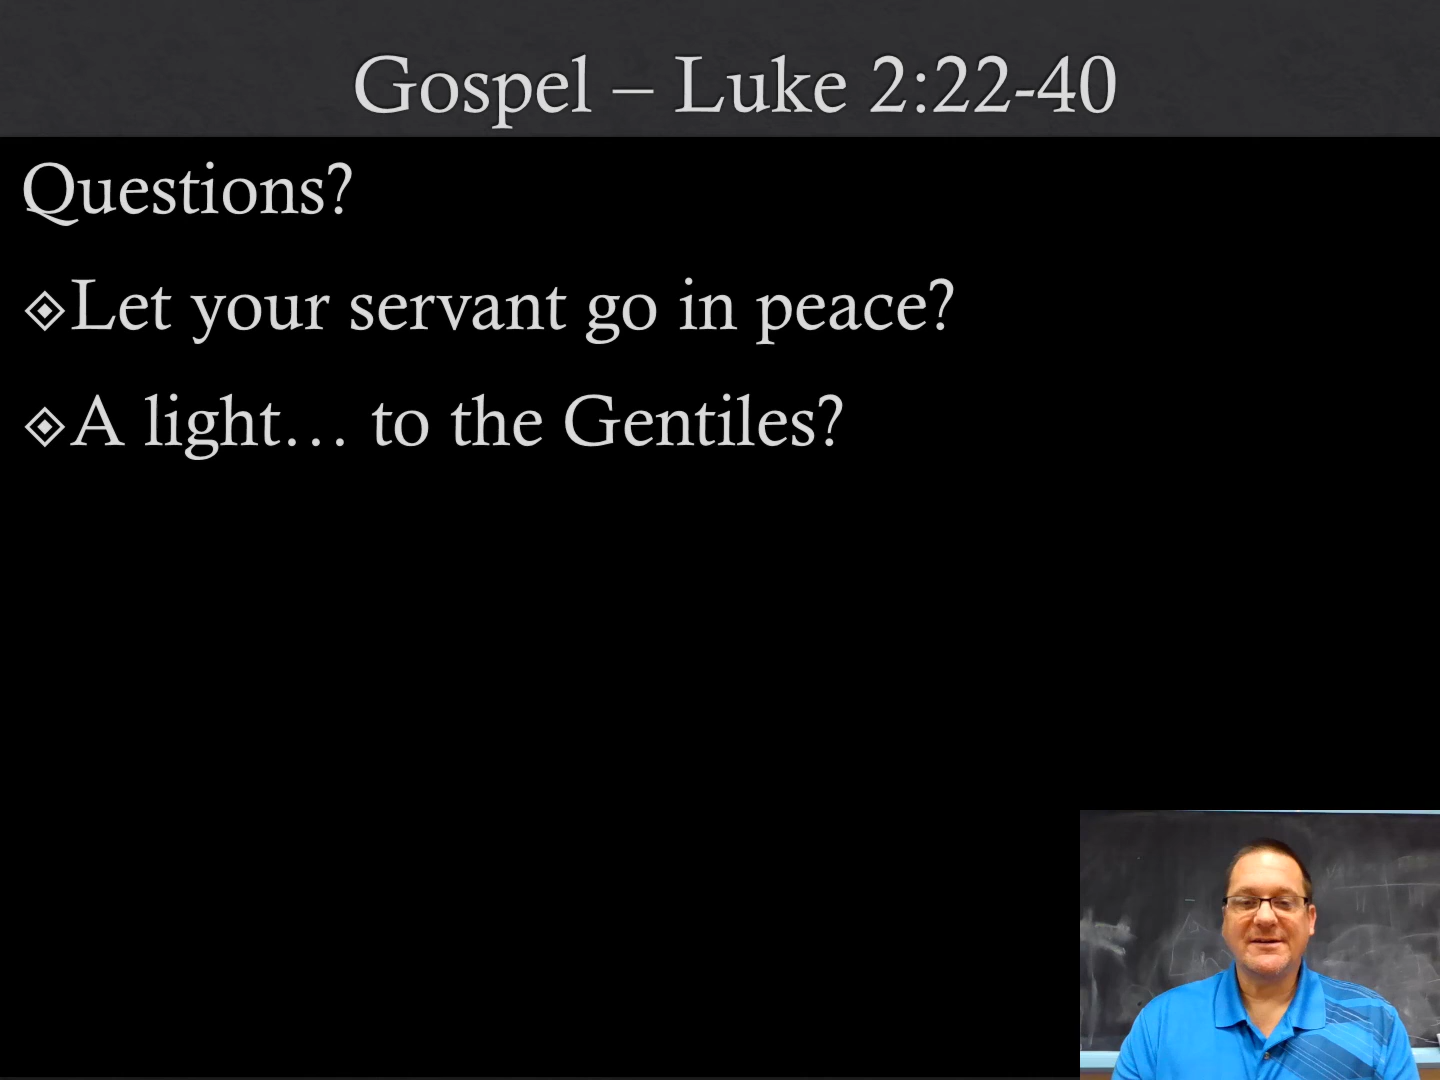 Gospel – Luke 2:22-40
Questions?
Let your servant go in peace?
A light… to the Gentiles?